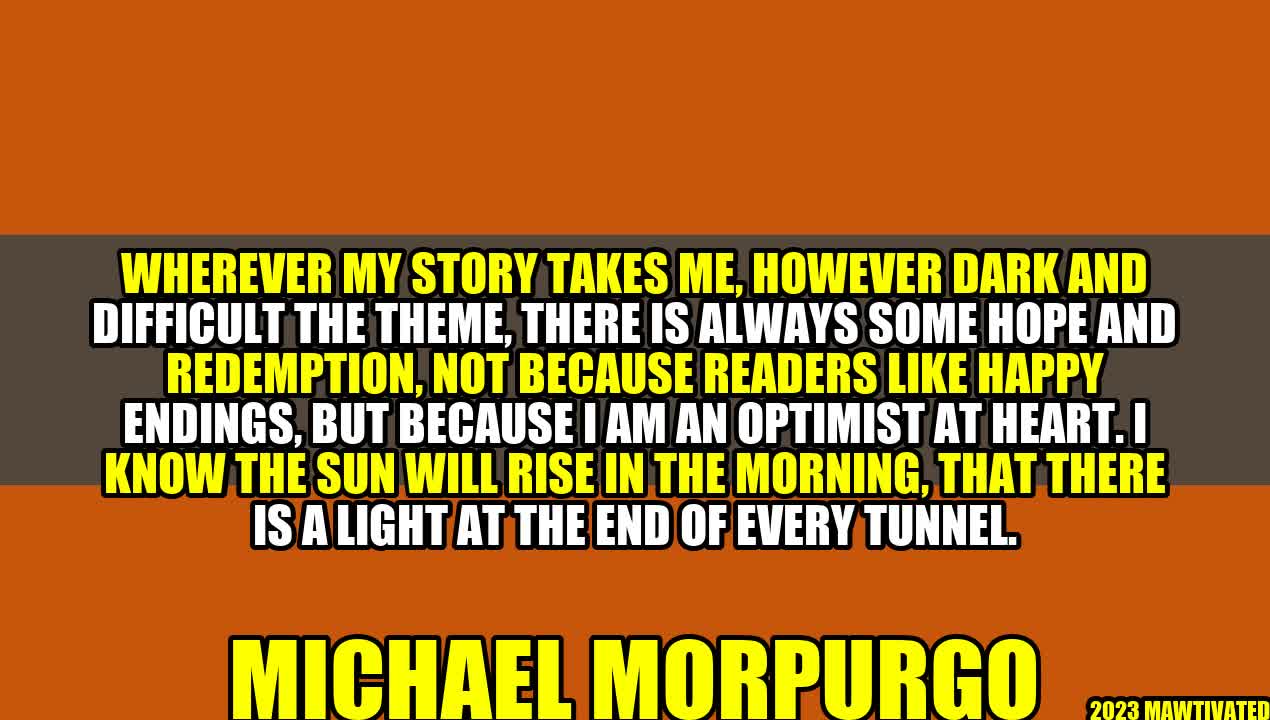 WHEREVER MY STORY TAKES ME, HOWEVER DARK AND
DIFFICULT THE THEME, THERE IS ALWAYS SOME HOPE AND
REDEMPTION, NOT BECAUSE READERS LIKE HAPPY
ENDINGS, BUT BECAUSE I AM AN OPTIMIST AT HEART. I
KNOW THE SUN WILL RISE IN THE MORNING, THAT THERE
IS A LIGHT AT THE END OF EVERY TUNNEL.
MICHAEL MORPURGO
2023 MAWTIVATED